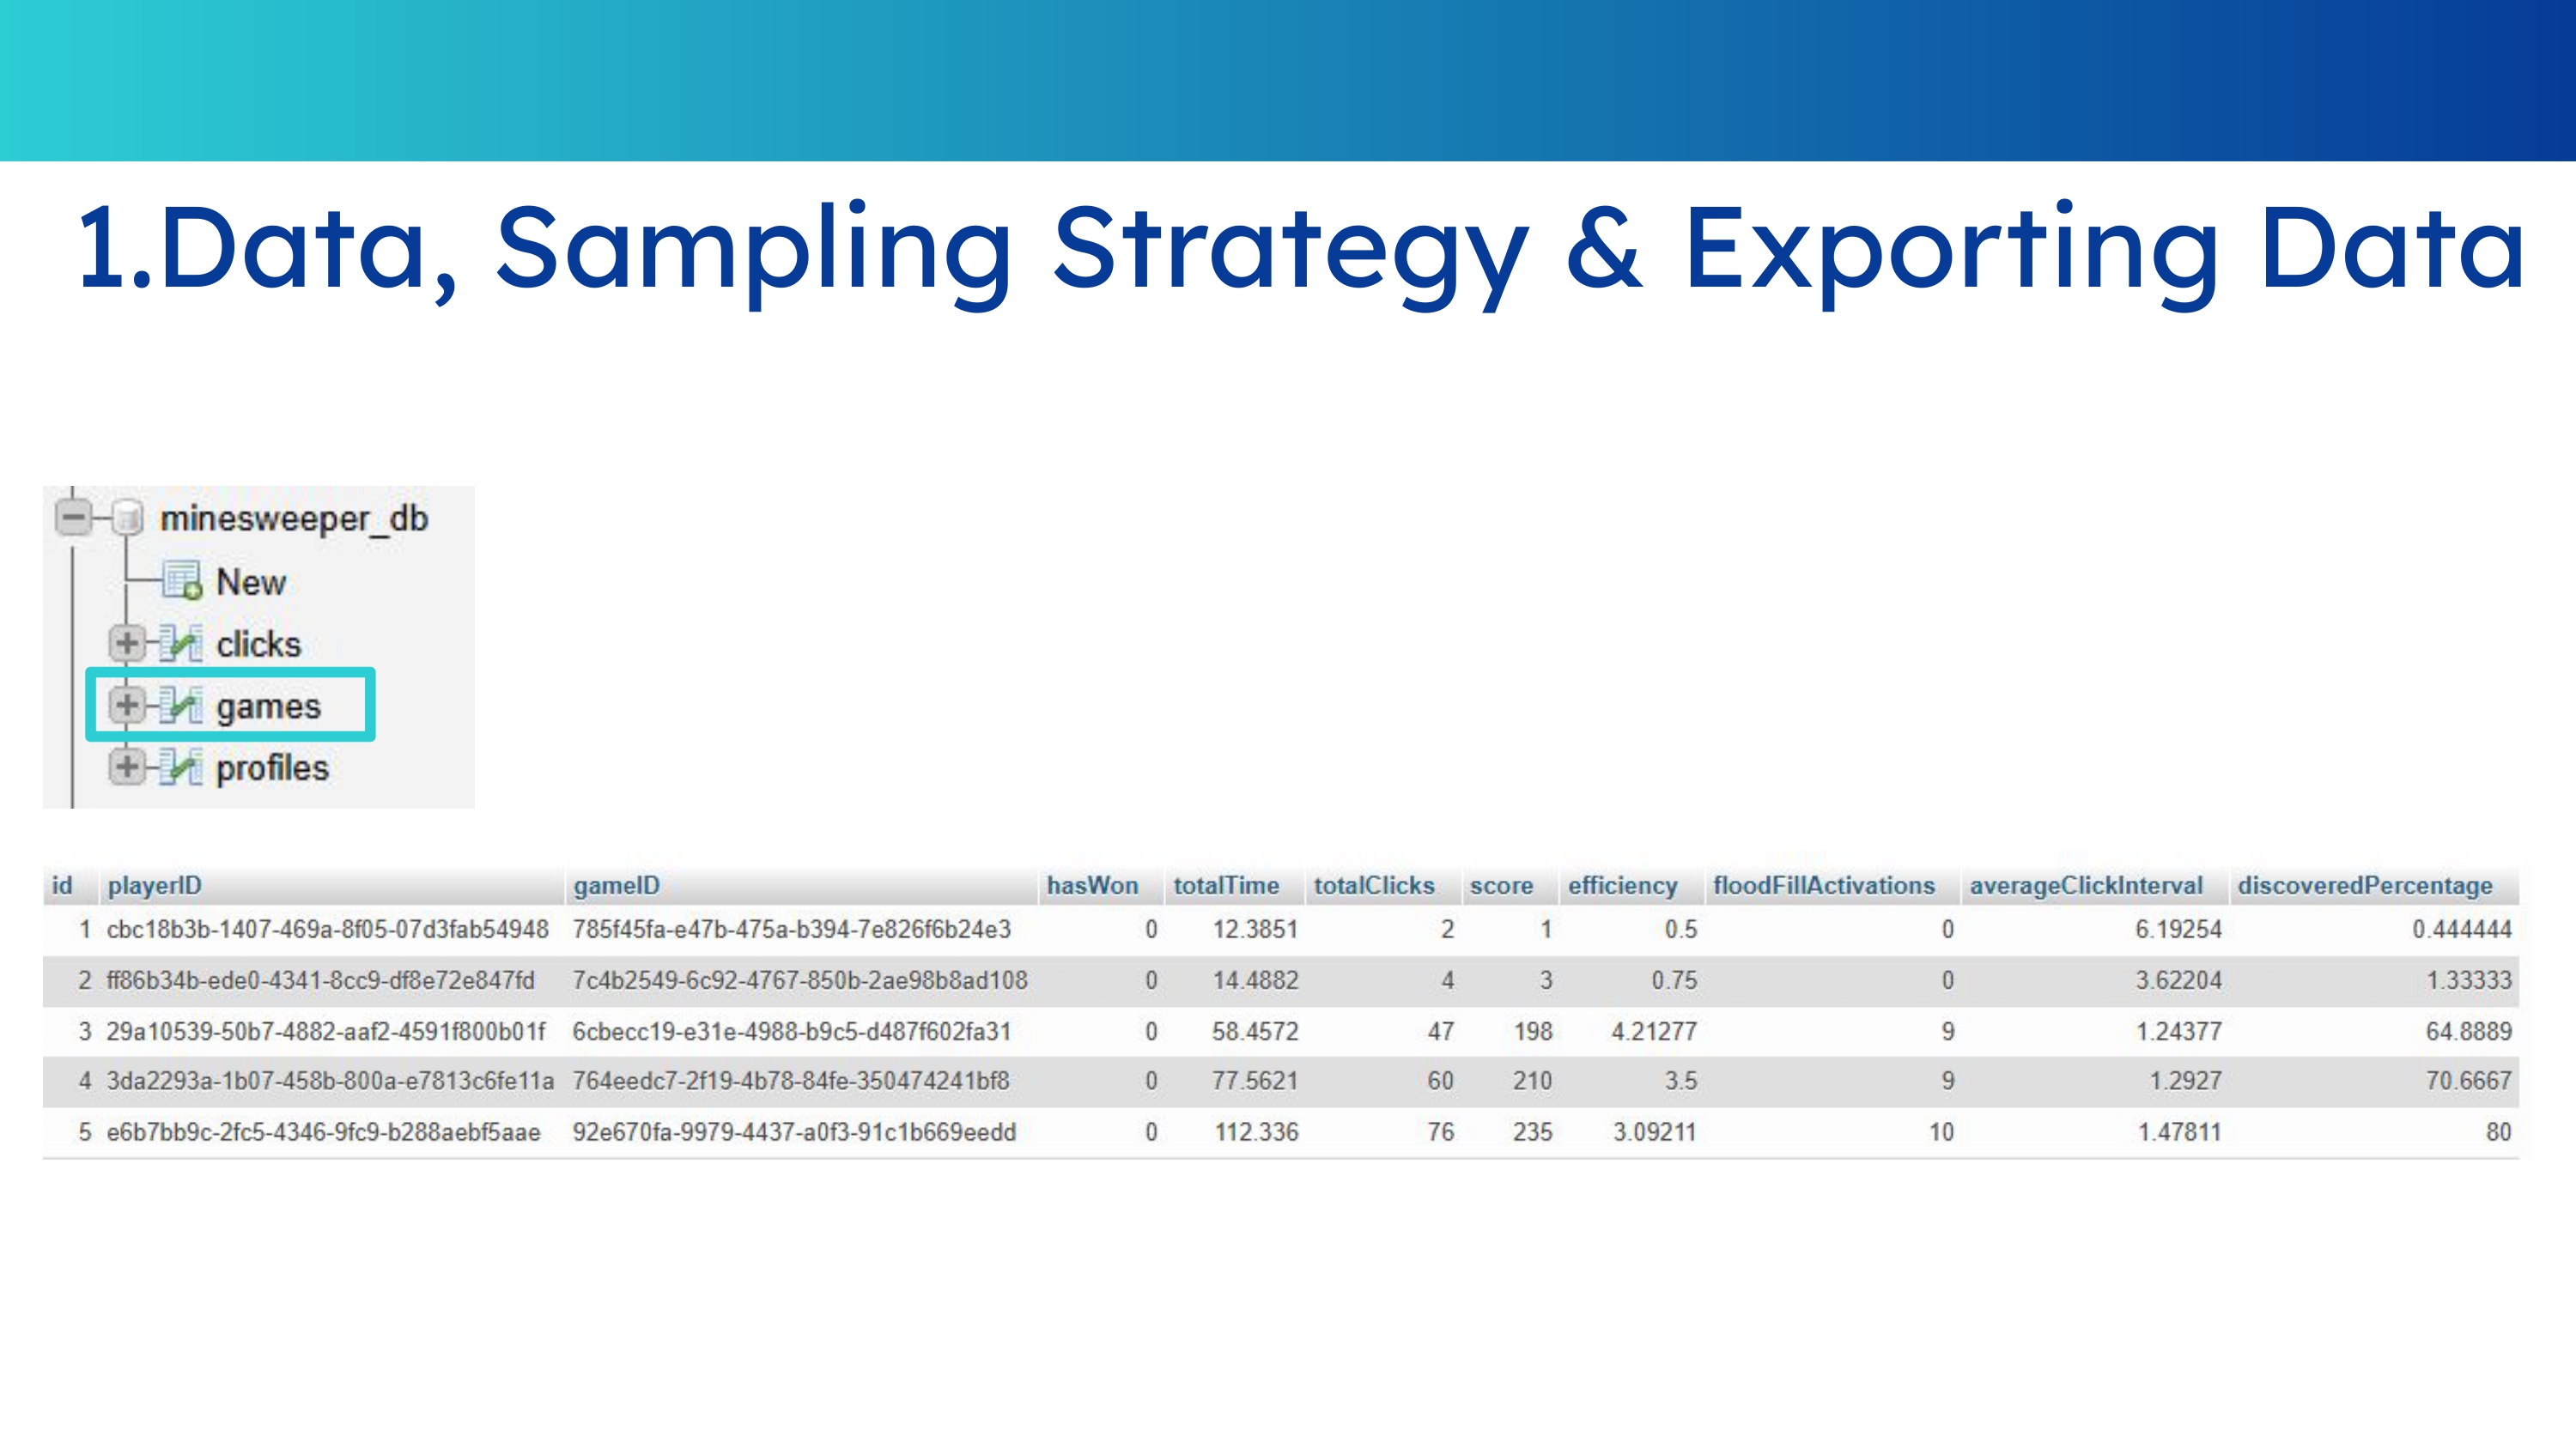 1.Data, Sampling Strategy & Exporting Data
minesweeper_db
New
clicks
games
profiles
id playerID gameID hasWon totalTime totalClicks score efficiency floodFillActivations averageClickInterval discoveredPercentage
1 cbc18b3b-1407-469a-8f05-07d3fab54948 785f45fa-e47b-475a-b394-7e826f6b24e3 0 12.3851 2 1 0.5 0 6.19254 0.444444
2 ff86b34b-ede0-4341-8cc9-df8e72e847fd 7c4b2549-6c92-4767-850b-2ae98b8ad108 0 14.4882 4 3 0.75 0 3.62204 1.33333
3 29a10539-50b7-4882-aaf2-4591f800b01f 6cbecc19-e31e-4988-b9c5-d487f602fa31 0 58.4572 47 198 4.21277 9 1.24377 64.8889
4 3da2293a-1b07-458b-800a-e7813c6fe11a 764eedc7-2f19-4b78-84fe-350474241bf8 0 77.5621 60 210 3.5 9 1.2927 70.6667
5 e6b7bb9c-2fc5-4346-9fc9-b288aebf5aae 92e670fa-9979-4437-a0f3-91c1b669eedd 0 112.336 76 235 3.09211 10 1.47811 80